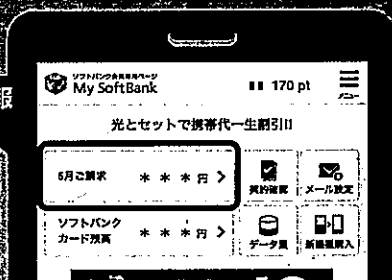 ソフトバンク会員専用ページ
My SoftBank
170 pt
メニュー
光とセットで携帯代一生割引!!
6月ご請求 * * * 円 >
契約確認
メール設定
ソフトバンク
カード残高 * * * 円 >
データ量
新機種購入